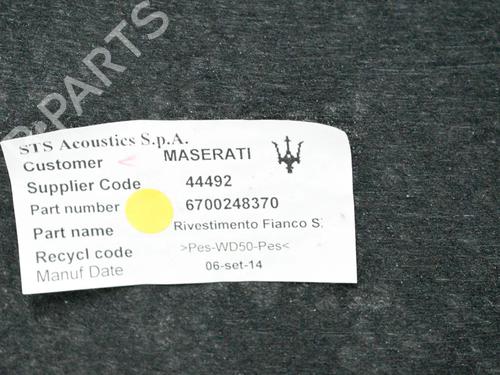 PARTS
STS Acoustics S.p.A.
Customer MASERATI
Supplier Code 44492
Part number 6700248370
Part name Rivestimento Fianco S
Recycl code >Pes-WD50-Pes<
Manuf Date 06-set-14